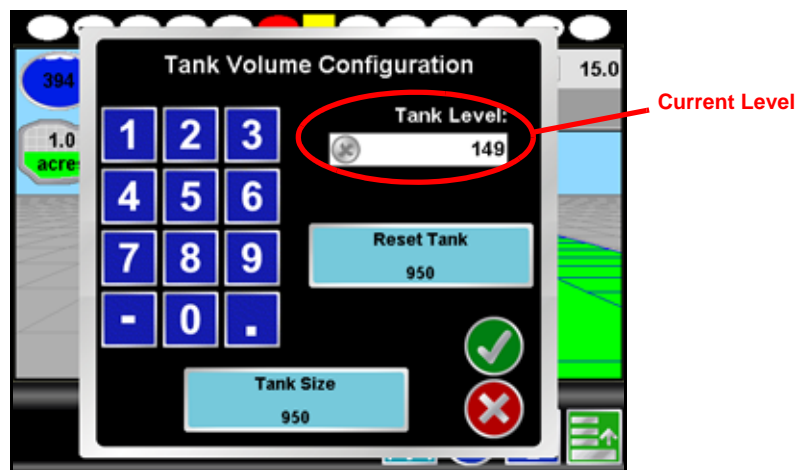 Tank Volume Configuration
394
15.0
Current Level
Tank Level:
149
1.0
acre
1 2 3
4 5 6
7 8 9
- 0 .
Reset Tank
950
Tank Size
950